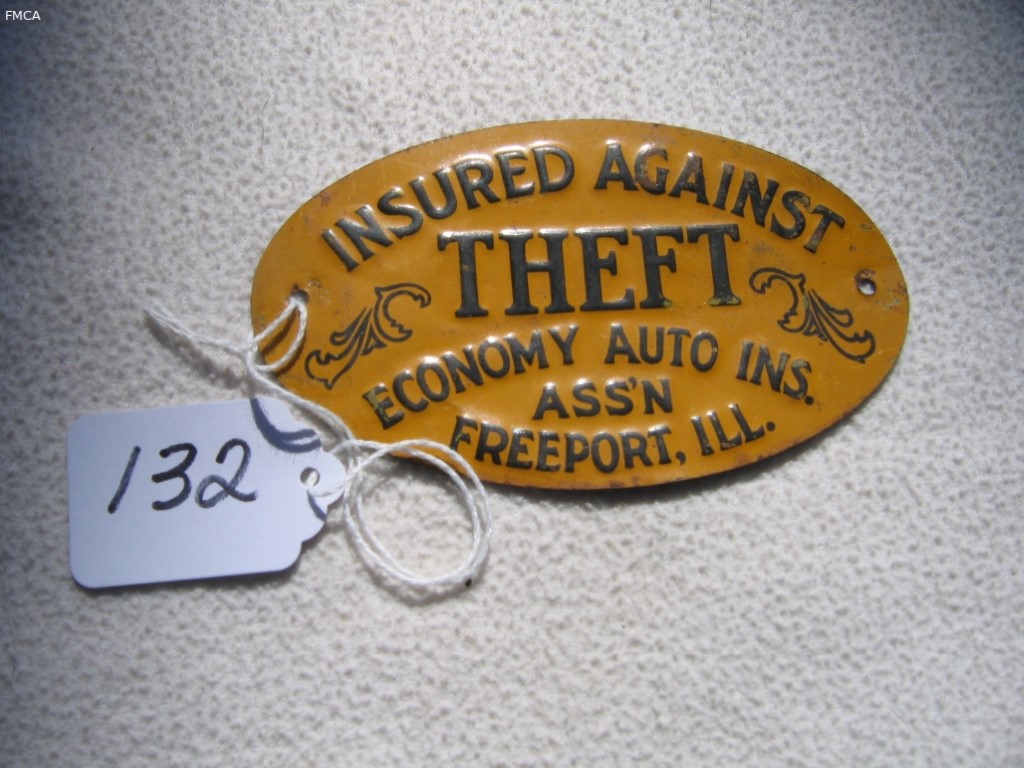 FMCA
INSURED AGAINST
THEFT
ECONOMY AUTO INS.
ASS'N
FREEPORT, ILL.
132